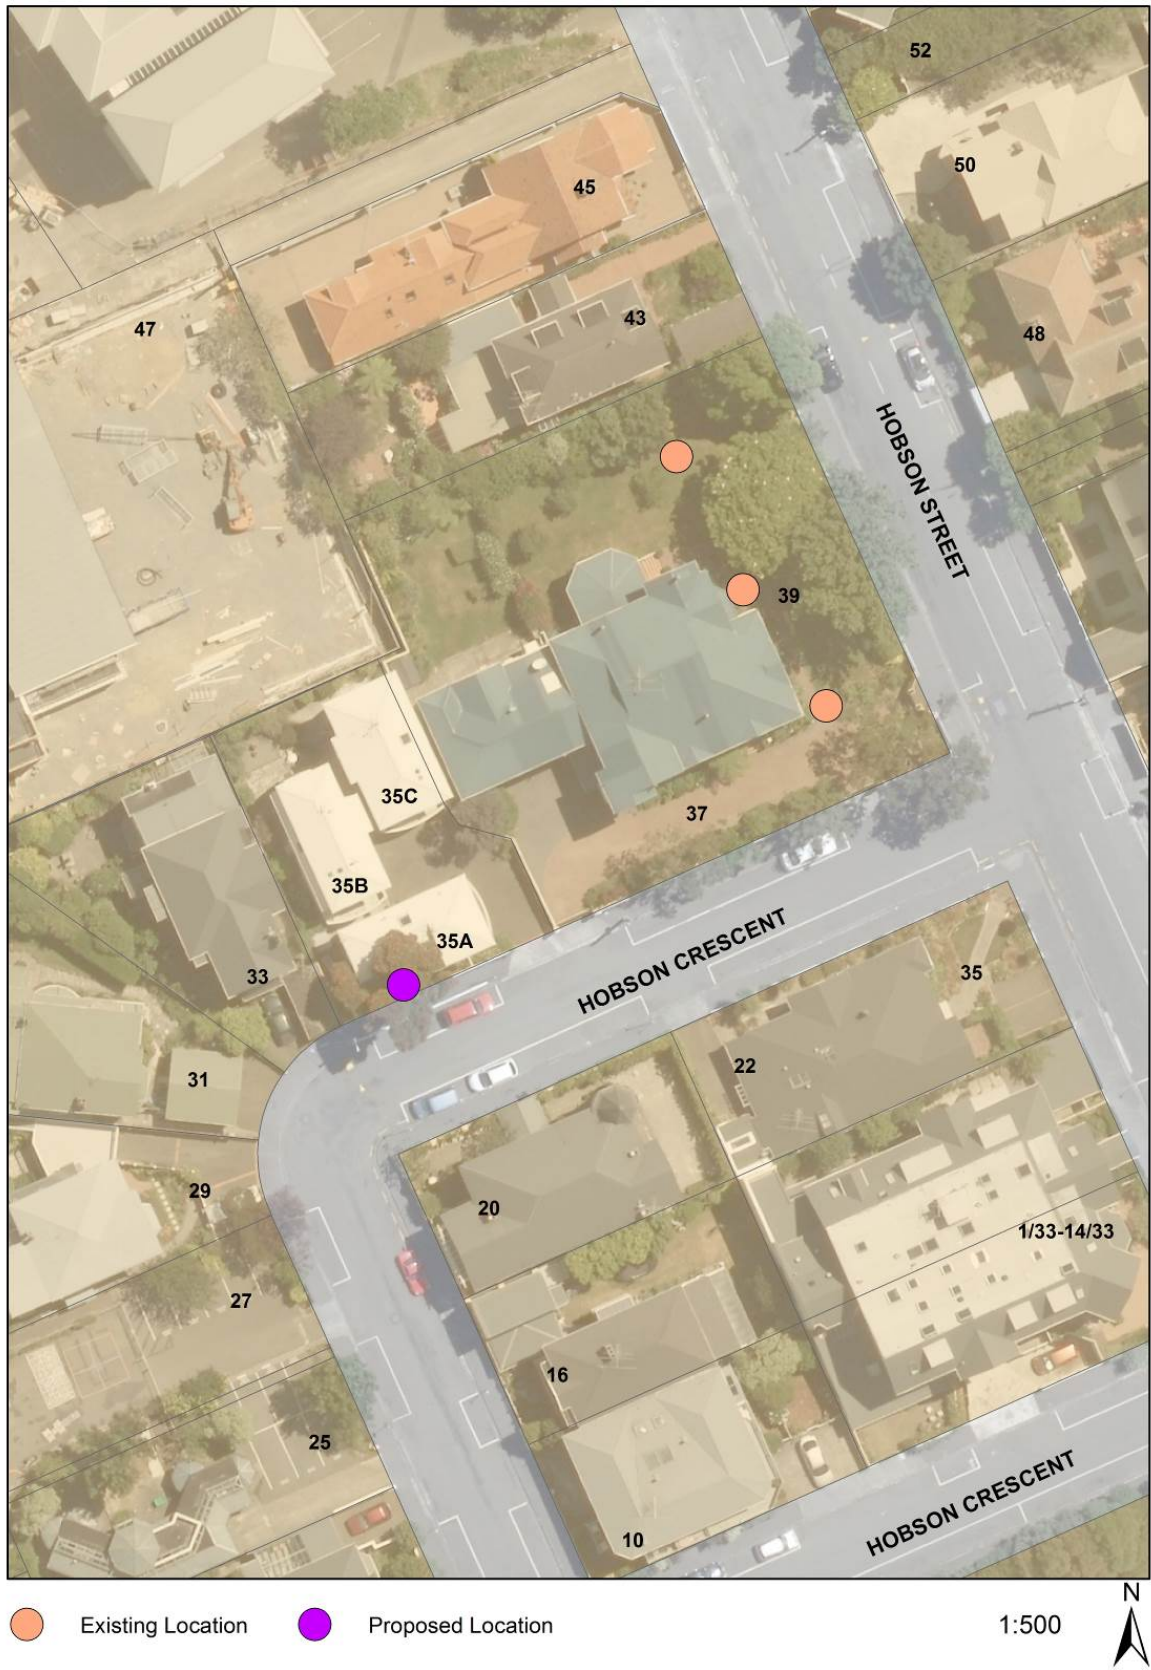 52
50
45
43
47
48
HOBSON STREET
39
35C
37
35B
35A
HOBSON CRESCENT
33
35
22
31
29
20
1/33-14/33
27
16
25
HOBSON CRESCENT
10
Existing Location
Proposed Location
1:500
N